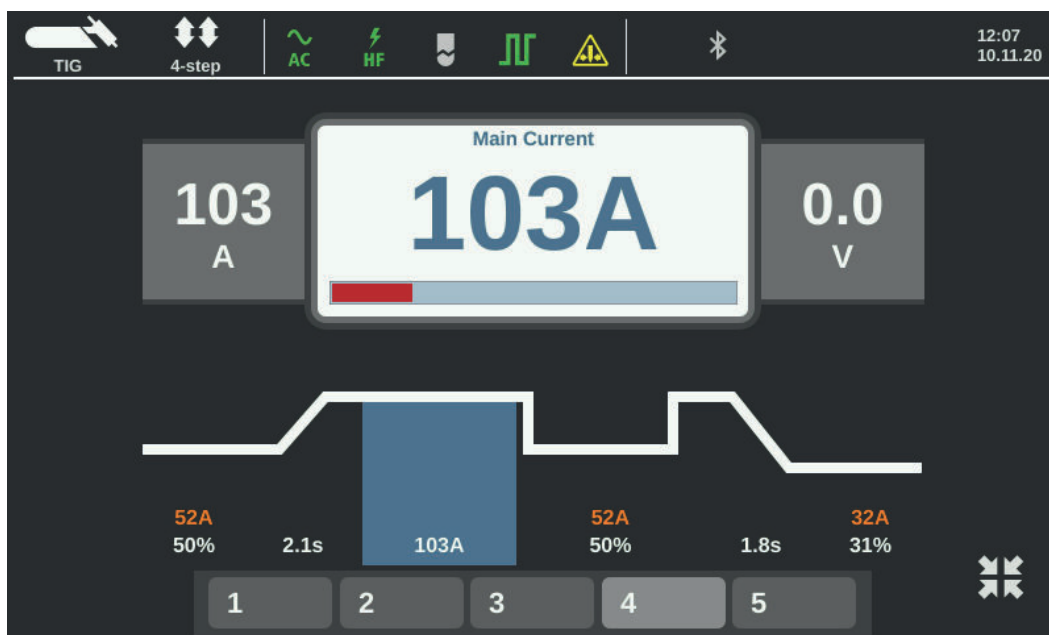 TIG
4-step
AC
HF
12:07
10.11.20
Main Current
103A
103
A
0.0
V
52A
52A
32A
50%
2.1s
103A
50%
1.8s
31%
1
2
3
4
5